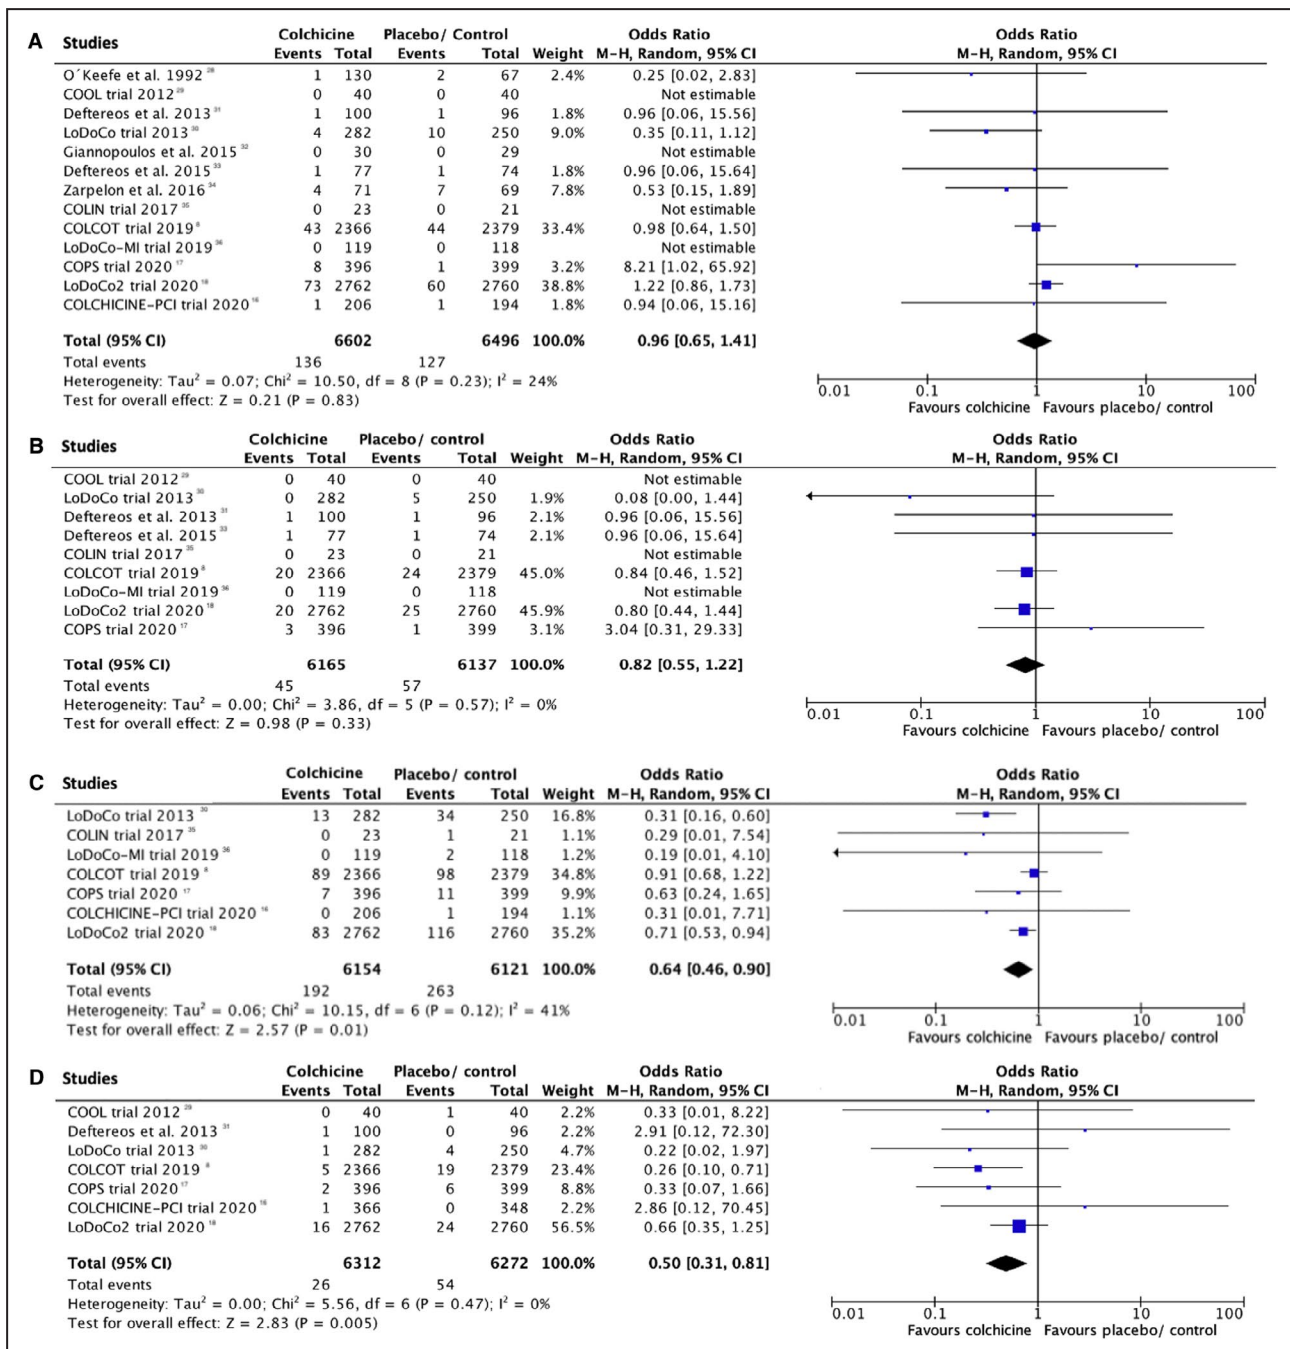 A Studies Colchicine Placebo/ Control Odds Ratio Odds Ratio
Events Total Events Total Weight M-H, Random, 95% CI M-H, Random, 95% CI
O´Keefe et al. 1992 28 1 130 2 67 2.4% 0.25 [0.02, 2.83]
COOL trial 2012 29 0 40 0 40 Not estimable
Deftereos et al. 2013 31 1 100 1 96 1.8% 0.96 [0.06, 15.56]
LoDoCo trial 2013 30 4 282 10 250 9.0% 0.35 [0.11, 1.12]
Giannopoulos et al. 2015 32 0 30 0 29 Not estimable
Deftereos et al. 2015 33 1 77 1 74 1.8% 0.96 [0.06, 15.64]
Zarpelon et al. 2016 34 4 71 7 69 7.8% 0.53 [0.15, 1.89]
COLIN trial 2017 35 0 23 0 21 Not estimable
COLCOT trial 2019 8 43 2366 44 2379 33.4% 0.98 [0.64, 1.50]
LoDoCo-MI trial 2019 36 0 119 0 118 Not estimable
COPS trial 2020 17 8 396 1 399 3.2% 8.21 [1.02, 65.92]
LoDoCo2 trial 2020 18 73 2762 60 2760 38.8% 1.22 [0.86, 1.73]
COLCHICINE-PCI trial 2020 16 1 206 1 194 1.8% 0.94 [0.06, 15.16]
Total (95% CI) 6602 6496 100.0% 0.96 [0.65, 1.41]
Total events 136 127
Heterogeneity: Tau² = 0.07; Chi² = 10.50, df = 8 (P = 0.23); I² = 24%
Test for overall effect: Z = 0.21 (P = 0.83)
0.01 0.1 1 10 100
Favours colchicine Favours placebo/ control
B Studies Colchicine Placebo/ control Odds Ratio Odds Ratio
Events Total Events Total Weight M-H, Random, 95% CI M-H, Random, 95% CI
COOL trial 2012 29 0 40 0 40 Not estimable
LoDoCo trial 2013 30 0 282 5 250 1.9% 0.08 [0.00, 1.44]
Deftereos et al. 2013 31 1 100 1 96 2.1% 0.96 [0.06, 15.56]
Deftereos et al. 2015 33 1 77 1 74 2.1% 0.96 [0.06, 15.64]
COLIN trial 2017 35 0 23 0 21 Not estimable
COLCOT trial 2019 8 20 2366 24 2379 45.0% 0.84 [0.46, 1.52]
LoDoCo-MI trial 2019 36 0 119 0 118 Not estimable
LoDoCo2 trial 2020 18 20 2762 25 2760 45.9% 0.80 [0.44, 1.44]
COPS trial 2020 17 3 396 1 399 3.1% 3.04 [0.31, 29.33]
Total (95% CI) 6165 6137 100.0% 0.82 [0.55, 1.22]
Total events 45 57
Heterogeneity: Tau² = 0.00; Chi² = 3.86, df = 5 (P = 0.57); I² = 0%
Test for overall effect: Z = 0.98 (P = 0.33)
0.01 0.1 1 10 100
Favours colchicine Favours placebo/ control
C Studies Colchicine Placebo/ control Odds Ratio Odds Ratio
Events Total Events Total Weight M-H, Random, 95% CI M-H, Random, 95% CI
LoDoCo trial 2013 30 13 282 34 250 16.8% 0.31 [0.16, 0.60]
COLIN trial 2017 35 0 23 1 21 1.1% 0.29 [0.01, 7.54]
LoDoCo-MI trial 2019 36 0 119 2 118 1.2% 0.19 [0.01, 4.10]
COLCOT trial 2019 8 89 2366 98 2379 34.8% 0.91 [0.68, 1.22]
COPS trial 2020 17 7 396 11 399 9.9% 0.63 [0.24, 1.65]
COLCHICINE-PCI trial 2020 16 0 206 1 194 1.1% 0.31 [0.01, 7.71]
LoDoCo2 trial 2020 18 83 2762 116 2760 35.2% 0.71 [0.53, 0.94]
Total (95% CI) 6154 6121 100.0% 0.64 [0.46, 0.90]
Total events 192 263
Heterogeneity: Tau² = 0.06; Chi² = 10.15, df = 6 (P = 0.12); I² = 41%
Test for overall effect: Z = 2.57 (P = 0.01)
0.01 0.1 1 10 100
Favours colchicine Favours placebo/ control
D Studies Colchicine Placebo/ control Odds Ratio Odds Ratio
Events Total Events Total Weight M-H, Random, 95% CI M-H, Random, 95% CI
COOL trial 2012 29 0 40 1 40 2.2% 0.33 [0.01, 8.22]
Deftereos et al. 2013 31 1 100 0 96 2.2% 2.91 [0.12, 72.30]
LoDoCo trial 2013 30 1 282 4 250 4.7% 0.22 [0.02, 1.97]
COLCOT trial 2019 8 5 2366 19 2379 23.4% 0.26 [0.10, 0.71]
COPS trial 2020 17 2 396 6 399 8.8% 0.33 [0.07, 1.66]
COLCHICINE-PCI trial 2020 16 1 366 0 348 2.2% 2.86 [0.12, 70.45]
LoDoCo2 trial 2020 18 16 2762 24 2760 56.5% 0.66 [0.35, 1.25]
Total (95% CI) 6312 6272 100.0% 0.50 [0.31, 0.81]
Total events 26 54
Heterogeneity: Tau² = 0.00; Chi² = 5.56, df = 6 (P = 0.47); I² = 0%
Test for overall effect: Z = 2.83 (P = 0.005)
0.01 0.1 1 10 100
Favours colchicine Favours placebo/ control